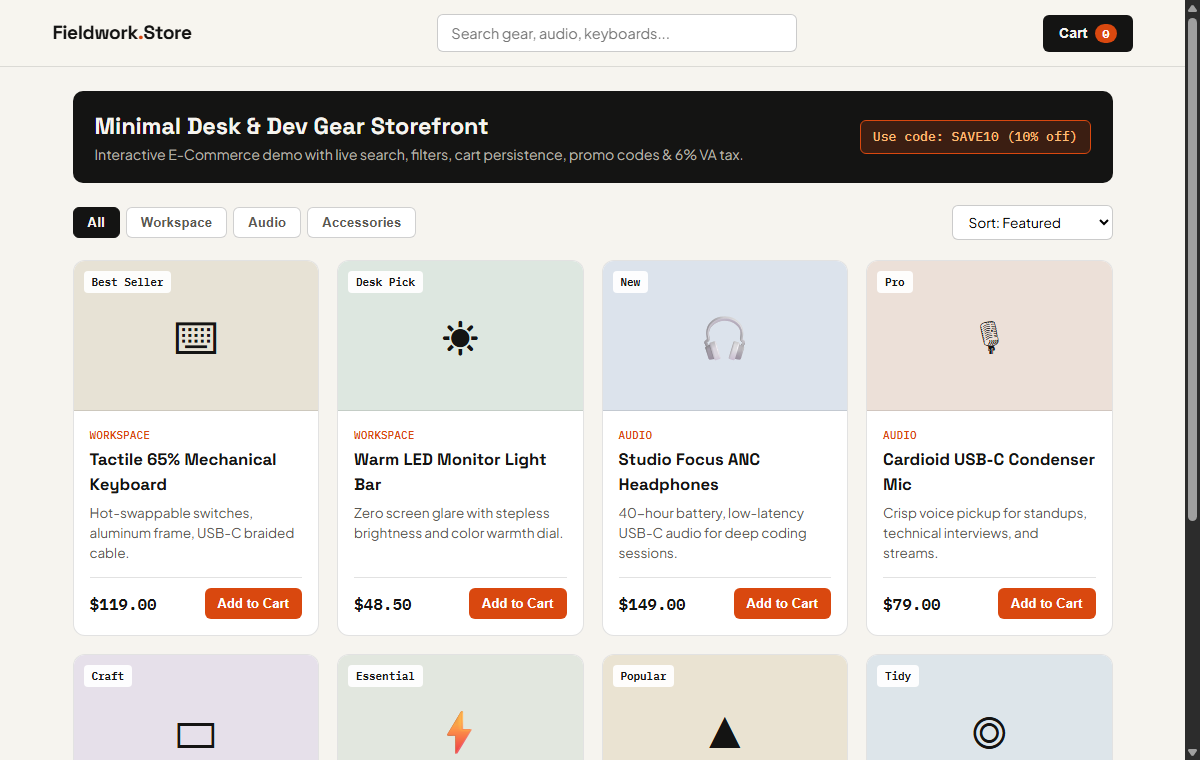 Fieldwork.Store
Search gear, audio, keyboards...
Cart 0
Minimal Desk & Dev Gear Storefront
Interactive E-Commerce demo with live search, filters, cart persistence, promo codes & 6% VA tax.
Use code: SAVE10 (10% off)
All
Workspace
Audio
Accessories
Sort: Featured
Best Seller
WORKSPACE
Tactile 65% Mechanical
Keyboard
Hot-swappable switches,
aluminum frame, USB-C braided
cable.
$119.00
Add to Cart
Desk Pick
WORKSPACE
Warm LED Monitor Light
Bar
Zero screen glare with stepless
brightness and color warmth dial.
$48.50
Add to Cart
New
AUDIO
Studio Focus ANC
Headphones
40-hour battery, low-latency
USB-C audio for deep coding
sessions.
$149.00
Add to Cart
Pro
AUDIO
Cardioid USB-C Condenser
Mic
Crisp voice pickup for standups,
technical interviews, and
streams.
$79.00
Add to Cart
Craft
Essential
Popular
Tidy